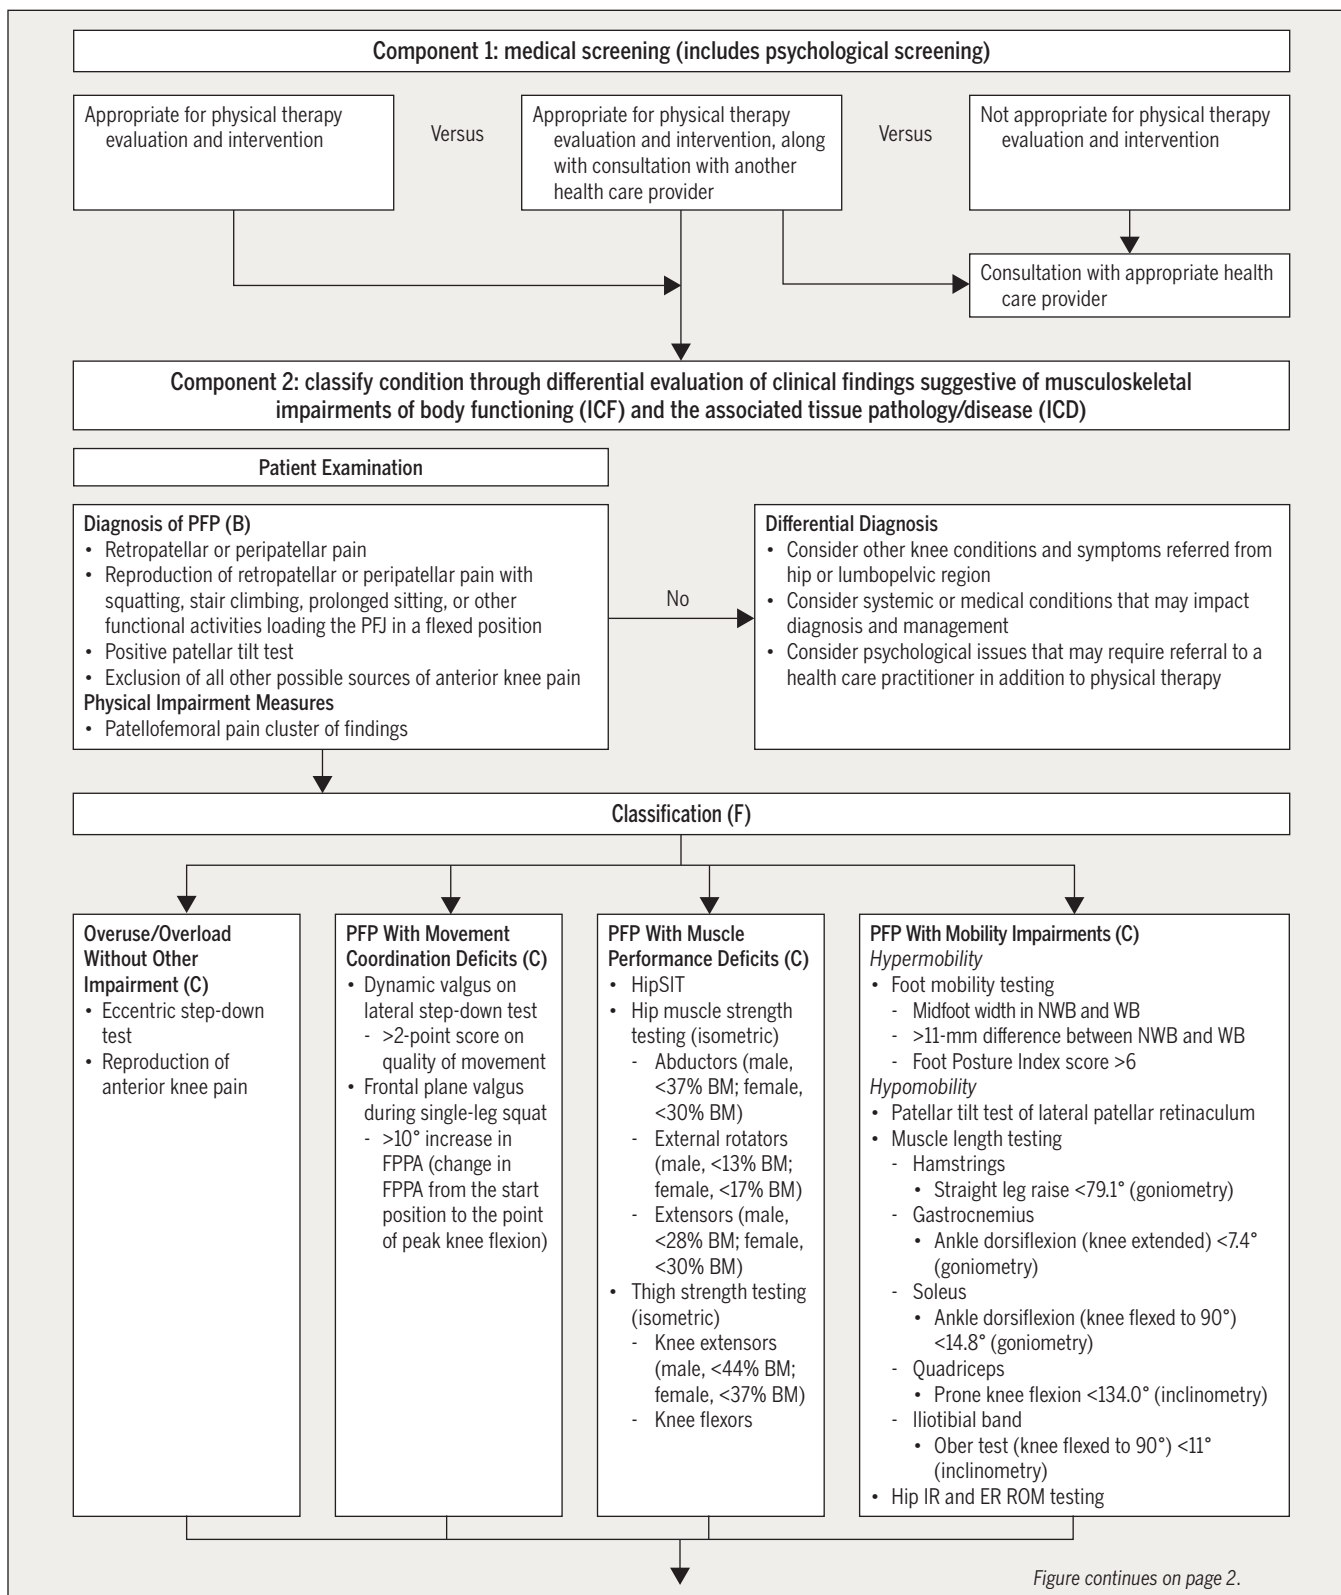 Component 1: medical screening (includes psychological screening)
Appropriate for physical therapy
evaluation and intervention
Versus
Appropriate for physical therapy
evaluation and intervention, along
with consultation with another
health care provider
Versus
Not appropriate for physical therapy
evaluation and intervention
Consultation with appropriate health
care provider
Component 2: classify condition through differential evaluation of clinical findings suggestive of musculoskeletal
impairments of body functioning (ICF) and the associated tissue pathology/disease (ICD)
Patient Examination
Diagnosis of PFP (B)
• Retropatellar or peripatellar pain
• Reproduction of retropatellar or peripatellar pain with
squatting, stair climbing, prolonged sitting, or other
functional activities loading the PFJ in a flexed position
• Positive patellar tilt test
• Exclusion of all other possible sources of anterior knee pain
Physical Impairment Measures
• Patellofemoral pain cluster of findings
No
Differential Diagnosis
• Consider other knee conditions and symptoms referred from
hip or lumbopelvic region
• Consider systemic or medical conditions that may impact
diagnosis and management
• Consider psychological issues that may require referral to a
health care practitioner in addition to physical therapy
Classification (F)
Overuse/Overload
Without Other
Impairment (C)
• Eccentric step-down
test
• Reproduction of
anterior knee pain
PFP With Movement
Coordination Deficits (C)
• Dynamic valgus on
lateral step-down test
- >2-point score on
quality of movement
• Frontal plane valgus
during single-leg squat
- >10° increase in
FPPA (change in
FPPA from the start
position to the point
of peak knee flexion)
PFP With Muscle
Performance Deficits (C)
• HipSIT
• Hip muscle strength
testing (isometric)
- Abductors (male,
<37% BM; female,
<30% BM)
- External rotators
(male, <13% BM;
female, <17% BM)
- Extensors (male,
<28% BM; female,
<30% BM)
• Thigh strength testing
(isometric)
- Knee extensors
(male, <44% BM;
female, <37% BM)
- Knee flexors
PFP With Mobility Impairments (C)
Hypermobility
• Foot mobility testing
- Midfoot width in NWB and WB
- >11-mm difference between NWB and WB
- Foot Posture Index score >6
Hypomobility
• Patellar tilt test of lateral patellar retinaculum
• Muscle length testing
- Hamstrings
• Straight leg raise <79.1° (goniometry)
- Gastrocnemius
• Ankle dorsiflexion (knee extended) <7.4°
(goniometry)
- Soleus
• Ankle dorsiflexion (knee flexed to 90°)
<14.8° (goniometry)
- Quadriceps
• Prone knee flexion <134.0° (inclinometry)
- Iliotibial band
• Ober test (knee flexed to 90°) <11°
(inclinometry)
• Hip IR and ER ROM testing
Figure continues on page 2.